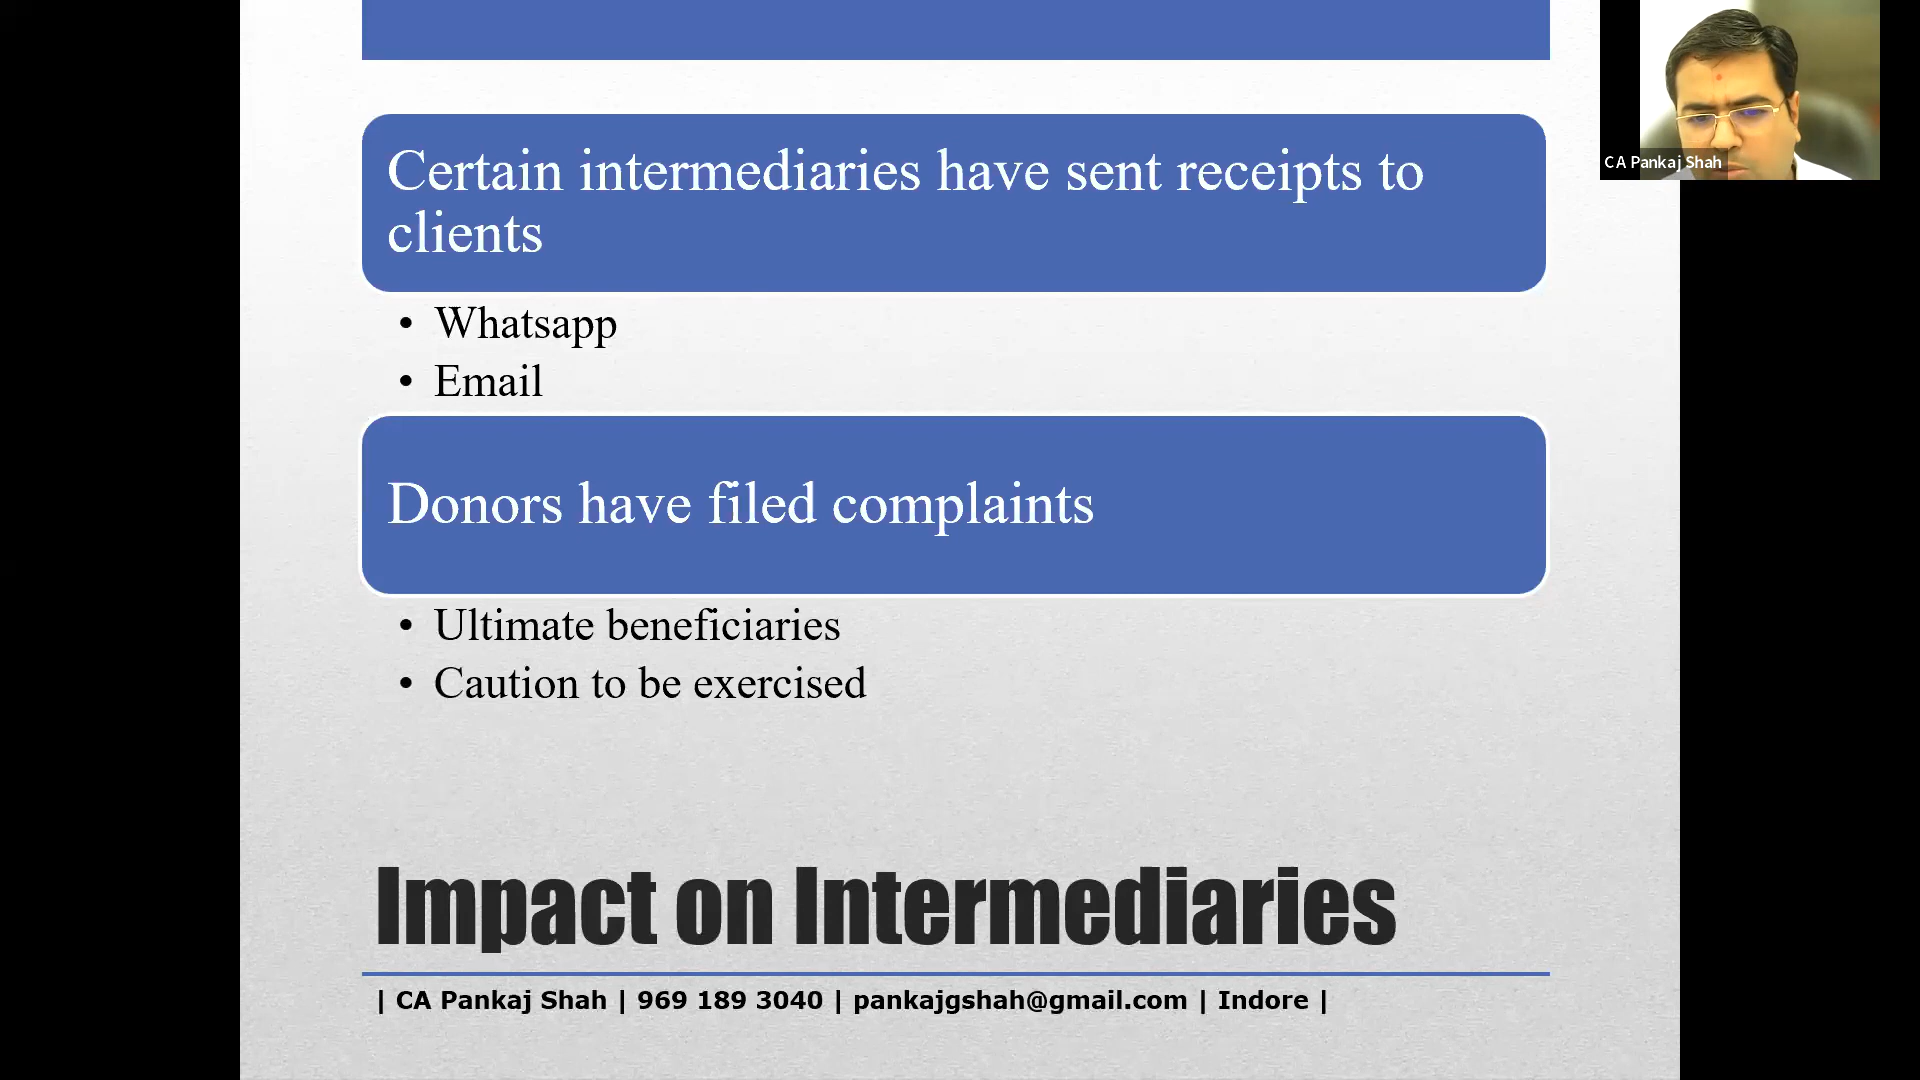 Certain intermediaries have sent receipts to
clients
• Whatsapp
• Email
Donors have filed complaints
• Ultimate beneficiaries
• Caution to be exercised
Impact on Intermediaries
| CA Pankaj Shah | 969 189 3040 | pankajgshah@gmail.com | Indore |
CA Pankaj Shah